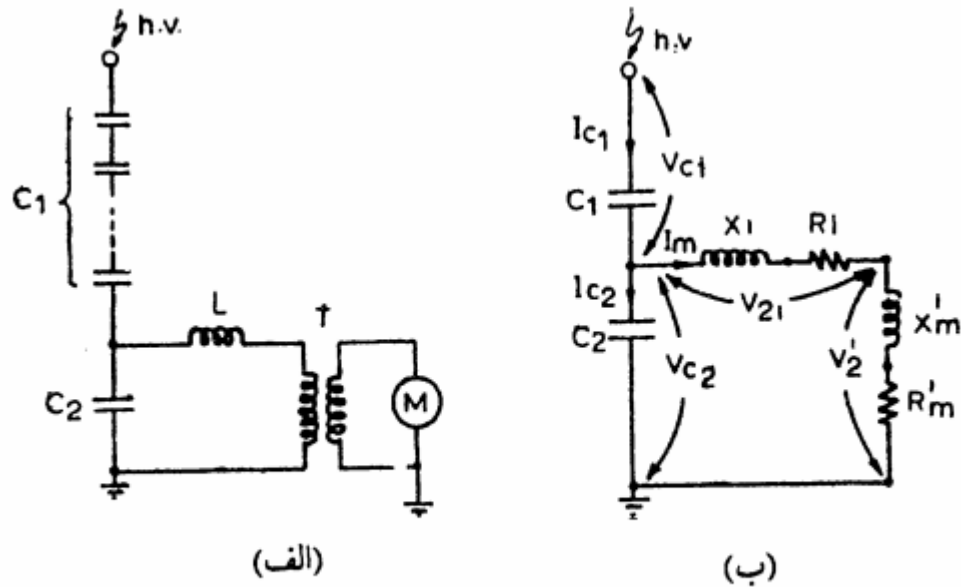 h.v.
C1
L
t
M
C2
(الف)
h.v
Ic1
Vc1
C1
Im
X1
R1
Ic2
C2
V21
Vc2
V'2
X'm
R'm
(ب)